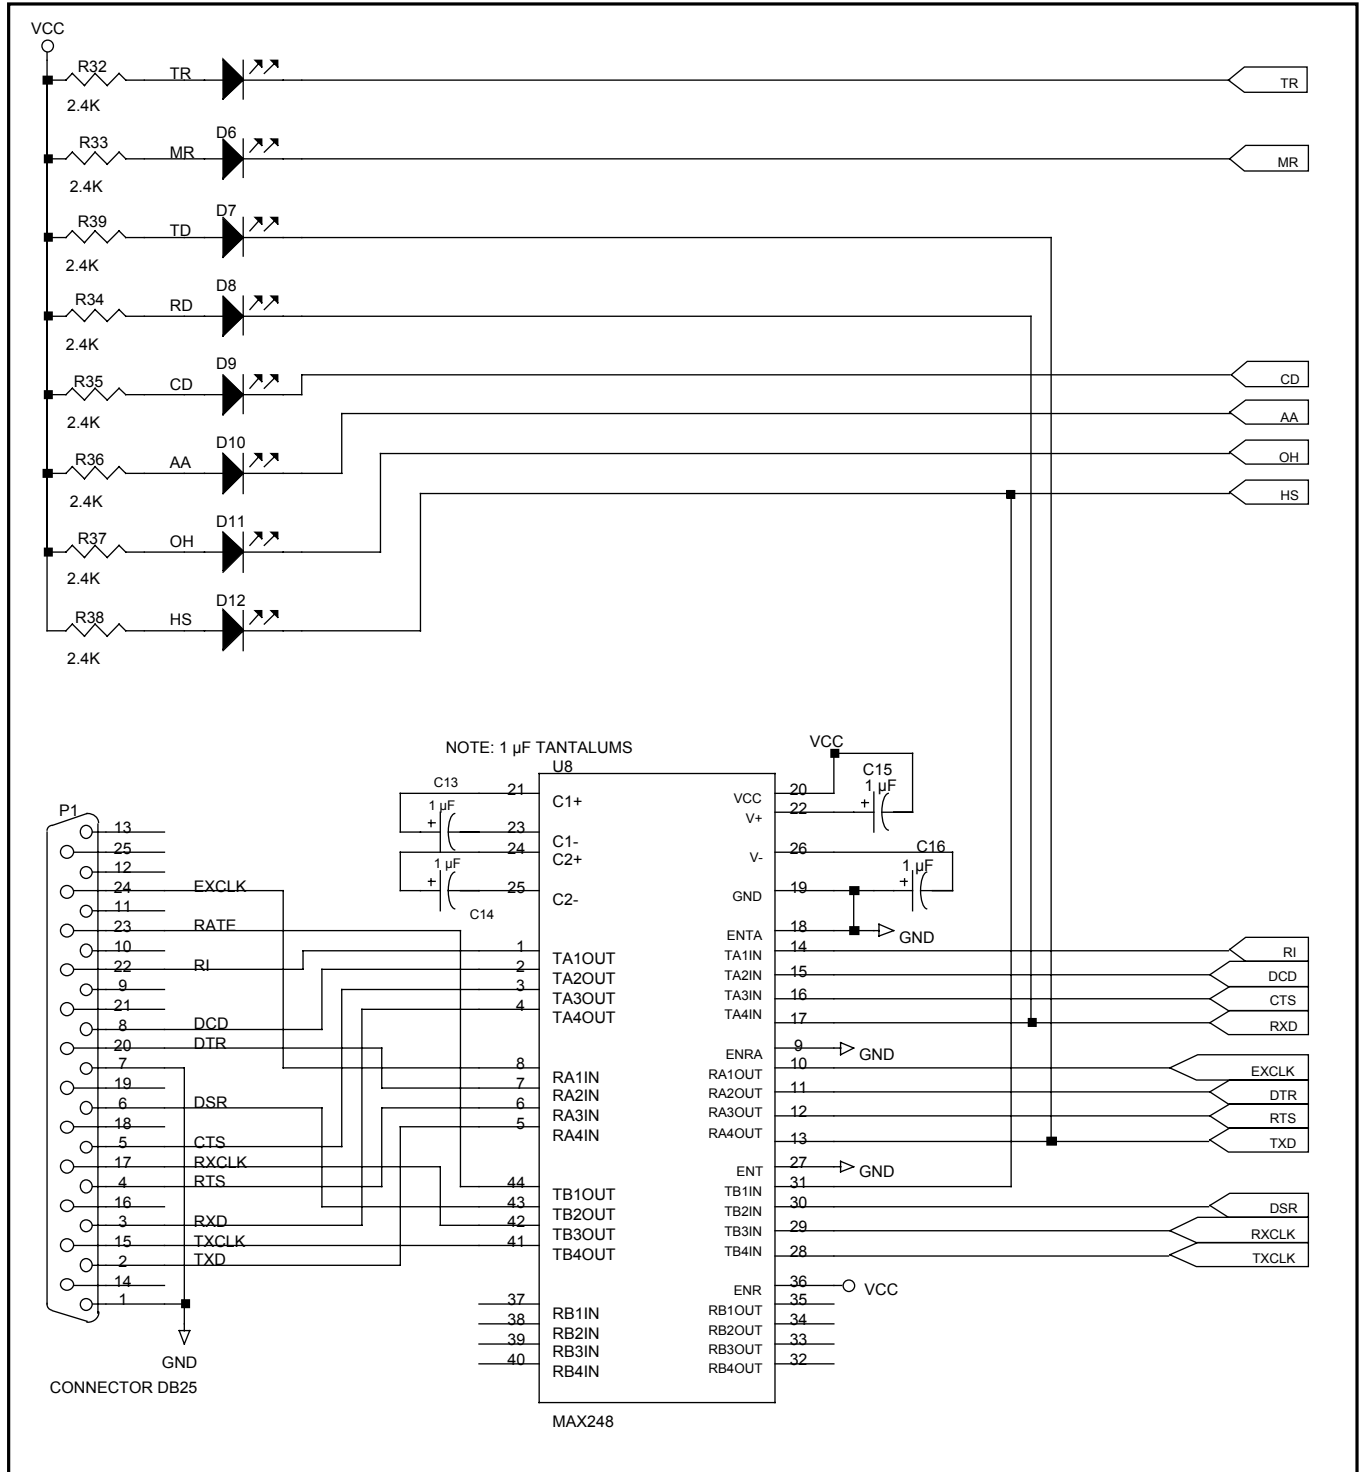 VCC
R32 TR TR
2.4K
D6
R33 MR MR
2.4K
D7
R39 TD
2.4K
D8
R34 RD
2.4K
D9
R35 CD CD
2.4K
AA
D10
R36 AA OH
2.4K
HS
D11
R37 OH
2.4K
D12
R38 HS
2.4K
NOTE: 1 µF TANTALUMS
VCC
U8
C13
1 µF
+
1 µF
+
C14
C15
1 µF
+
C16
1 µF
+
P1
13
25
12
24 EXCLK
11
23 RATE
10
22 RI
9
21
8 DCD
20 DTR
7
19
6 DSR
18
5 CTS
17 RXCLK
4 RTS
16
3 RXD
15 TXCLK
2 TXD
14
1
GND
CONNECTOR DB25
21 C1+
23 C1-
24 C2+
25 C2-
1 TA1OUT
2 TA2OUT
3 TA3OUT
4 TA4OUT
8 RA1IN
7 RA2IN
6 RA3IN
5 RA4IN
44 TB1OUT
43 TB2OUT
42 TB3OUT
41 TB4OUT
37 RB1IN
38 RB2IN
39 RB3IN
40 RB4IN
VCC 20
V+ 22
V- 26
GND 19
ENTA 18 GND
TA1IN 14 RI
TA2IN 15 DCD
TA3IN 16 CTS
TA4IN 17 RXD
ENRA 9 GND
RA1OUT 10 EXCLK
RA2OUT 11 DTR
RA3OUT 12 RTS
RA4OUT 13 TXD
ENT 27 GND
TB1IN 31
TB2IN 30 DSR
TB3IN 29 RXCLK
TB4IN 28 TXCLK
ENR 36 VCC
RB1OUT 35
RB2OUT 34
RB3OUT 33
RB4OUT 32
MAX248